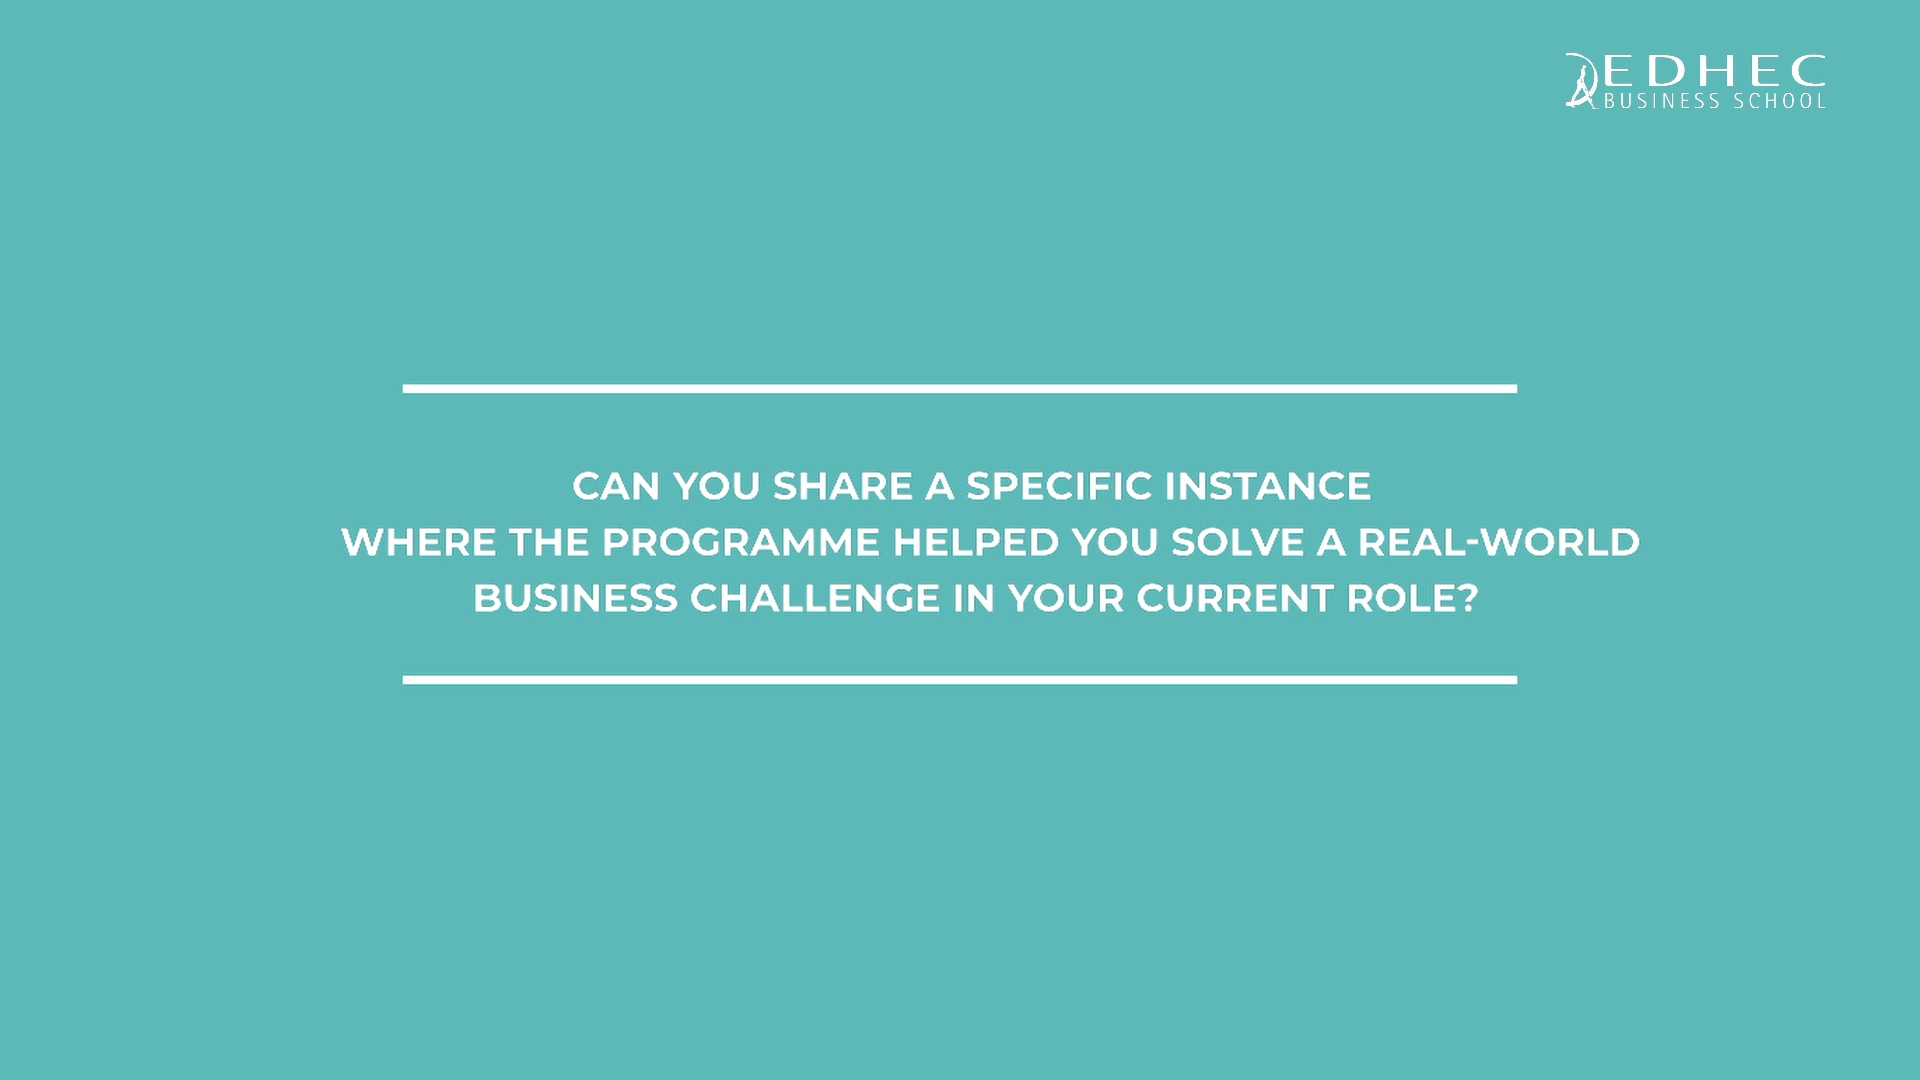 EDHEC
BUSINESS SCHOOL
CAN YOU SHARE A SPECIFIC INSTANCE
WHERE THE PROGRAMME HELPED YOU SOLVE A REAL-WORLD
BUSINESS CHALLENGE IN YOUR CURRENT ROLE?